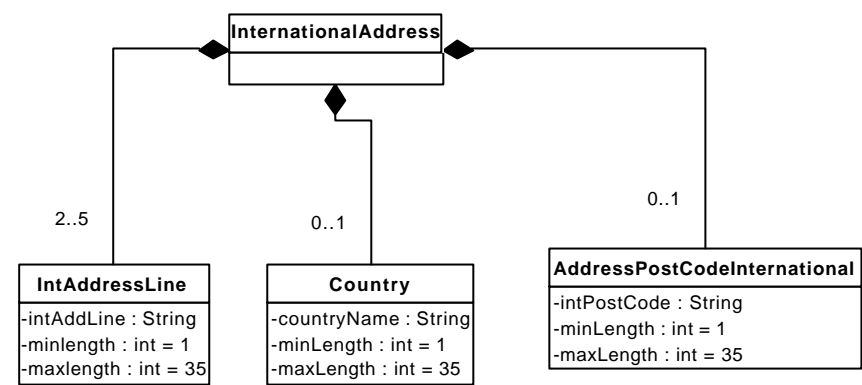 InternationalAddress
2..5
0..1
0..1
IntAddressLine
-intAddLine : String
-minlength : int = 1
-maxlength : int = 35
Country
-countryName : String
-minLength : int = 1
-maxLength : int = 35
AddressPostCodeInternational
-intPostCode : String
-minLength : int = 1
-maxLength : int = 35